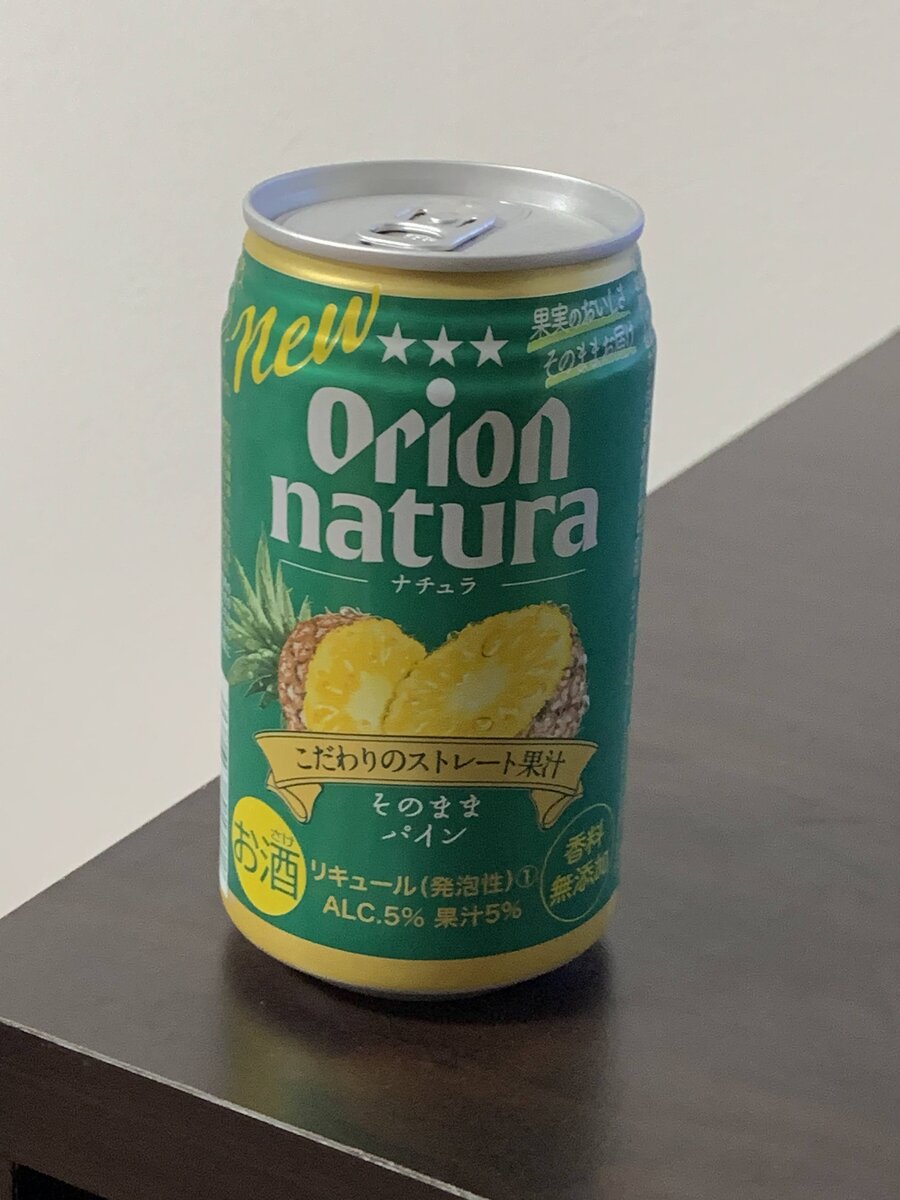 new
果実のおいしさ
そのままお届け
orion
natura
ナチュラ
こだわりのストレート果汁
そのまま
パイン
さけ
お酒
リキュール(発泡性)①
ALC.5% 果汁5%
香料
無添加